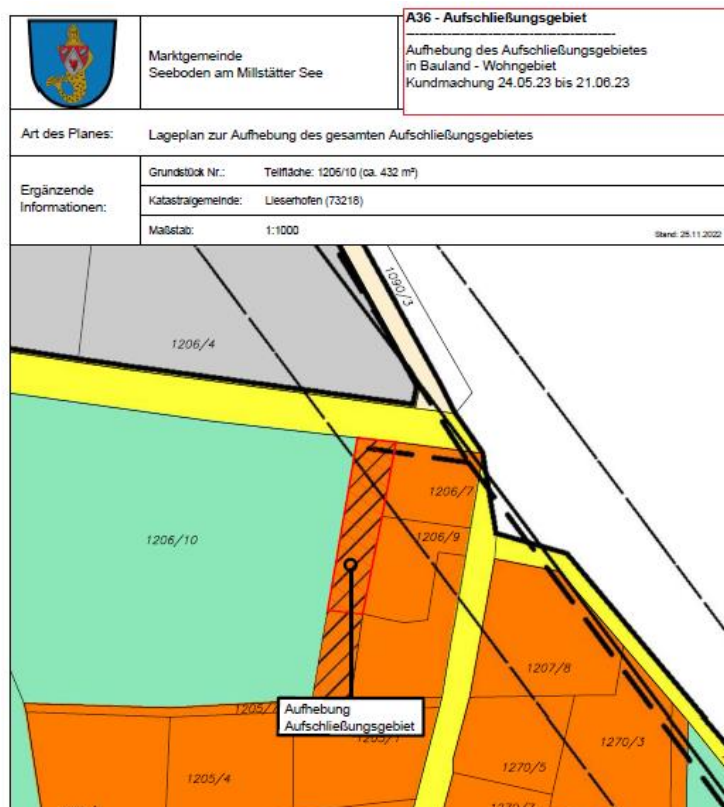 Marktgemeinde
Seeboden am Millstätter See
A36 - Aufschließungsgebiet
Aufhebung des Aufschließungsgebietes
in Bauland - Wohngebiet
Kundmachung 24.05.23 bis 21.06.23
Art des Planes: Lageplan zur Aufhebung des gesamten Aufschließungsgebietes
Ergänzende
Informationen:
Grundstück Nr.: Teilfläche: 1206/10 (ca. 432 m²)
Katastralgemeinde: Lieserhofen (73218)
Maßstab: 1:1000
Stand: 25.11.2022
1090/3
1206/4
1206/7
1206/10
1206/9
1207/8
Aufhebung
Aufschließungsgebiet
1270/3
1270/5
1205/4